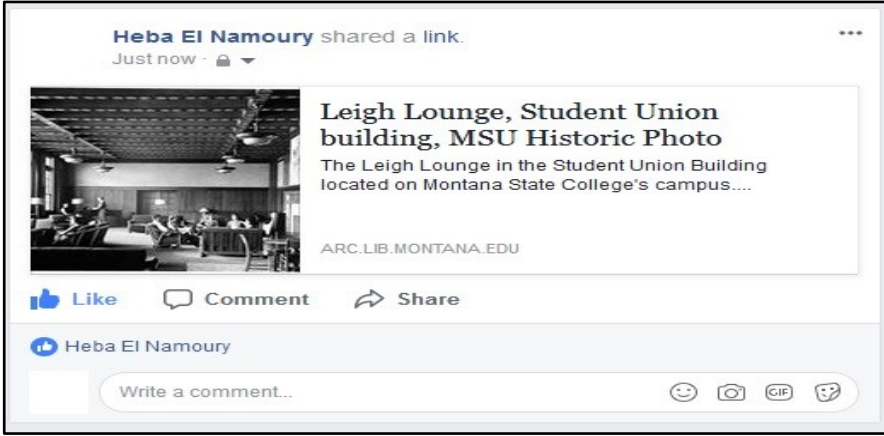 Heba El Namoury shared a link.
Just now ·
Leigh Lounge, Student Union
building, MSU Historic Photo
The Leigh Lounge in the Student Union Building
located on Montana State College's campus....
ARC.LIB.MONTANA.EDU
Like Comment Share
Heba El Namoury
Write a comment... GIF